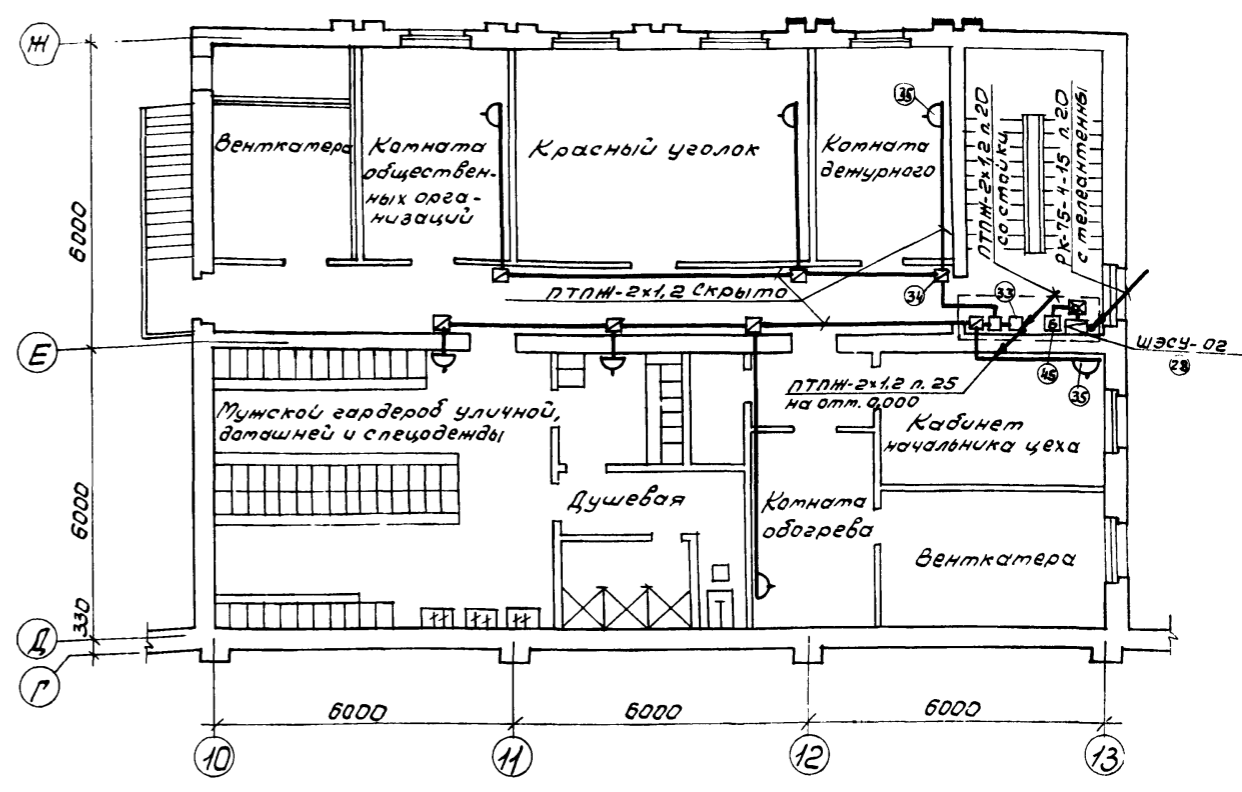 Ж
Венткамера
Комната
обществен-
ных орга-
низаций
Красный уголок
Комната
дежурного
35
ПТПЖ-2х1,2 п.20
со стойки
РК-75-4-15 п.20
с телеантенны
6000
ПТПЖ-2х1,2 Скрыто
34
33
Е
ШЭСУ-02
28
6
45
35
ПТПЖ-2х1,2 п.25
на отм. 0,000
Мужской гардероб уличной,
домашней и спецодежды
Кабинет
начальника цеха
6000
Душевая
Комната
обогрева
Венткамера
330
Д
Г
6000
6000
6000
10
11
12
13